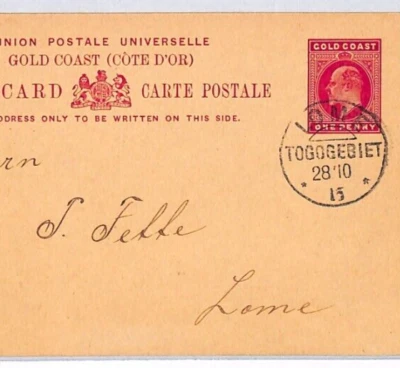 UNION POSTALE UNIVERSELLE
GOLD COAST (CÔTE D'OR)
CARD CARTE POSTALE
ADDRESS ONLY TO BE WRITTEN ON THIS SIDE.
GOLD COAST
ONE PENNY
TOGOGEBIET
28 10
* 15 *
J. Fette
Lome